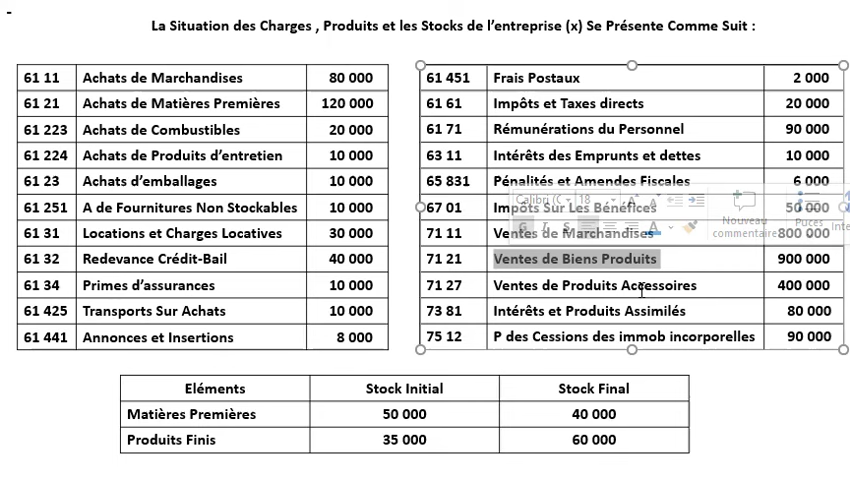 La Situation des Charges , Produits et les Stocks de l’entreprise (x) Se Présente Comme Suit :
61 11 Achats de Marchandises 80 000
61 21 Achats de Matières Premières 120 000
61 223 Achats de Combustibles 20 000
61 224 Achats de Produits d’entretien 10 000
61 23 Achats d’emballages 10 000
61 251 A de Fournitures Non Stockables 10 000
61 31 Locations et Charges Locatives 30 000
61 32 Redevance Crédit-Bail 40 000
61 34 Primes d’assurances 10 000
61 425 Transports Sur Achats 10 000
61 441 Annonces et Insertions 8 000
61 451 Frais Postaux 2 000
61 61 Impôts et Taxes directs 20 000
61 71 Rémunérations du Personnel 90 000
63 11 Intérêts des Emprunts et dettes 10 000
65 831 Pénalités et Amendes Fiscales 6 000
67 01 Impôts Sur Les Bénéfices 50 000
71 11 Ventes de Marchandises 800 000
71 21 Ventes de Biens Produits 900 000
71 27 Ventes de Produits Accessoires 400 000
73 81 Intérêts et Produits Assimilés 80 000
75 12 P des Cessions des immob incorporelles 90 000
Calibri (C 18
G I S A
Nouveau
commentaire
Puces
Eléments Stock Initial Stock Final
Matières Premières 50 000 40 000
Produits Finis 35 000 60 000